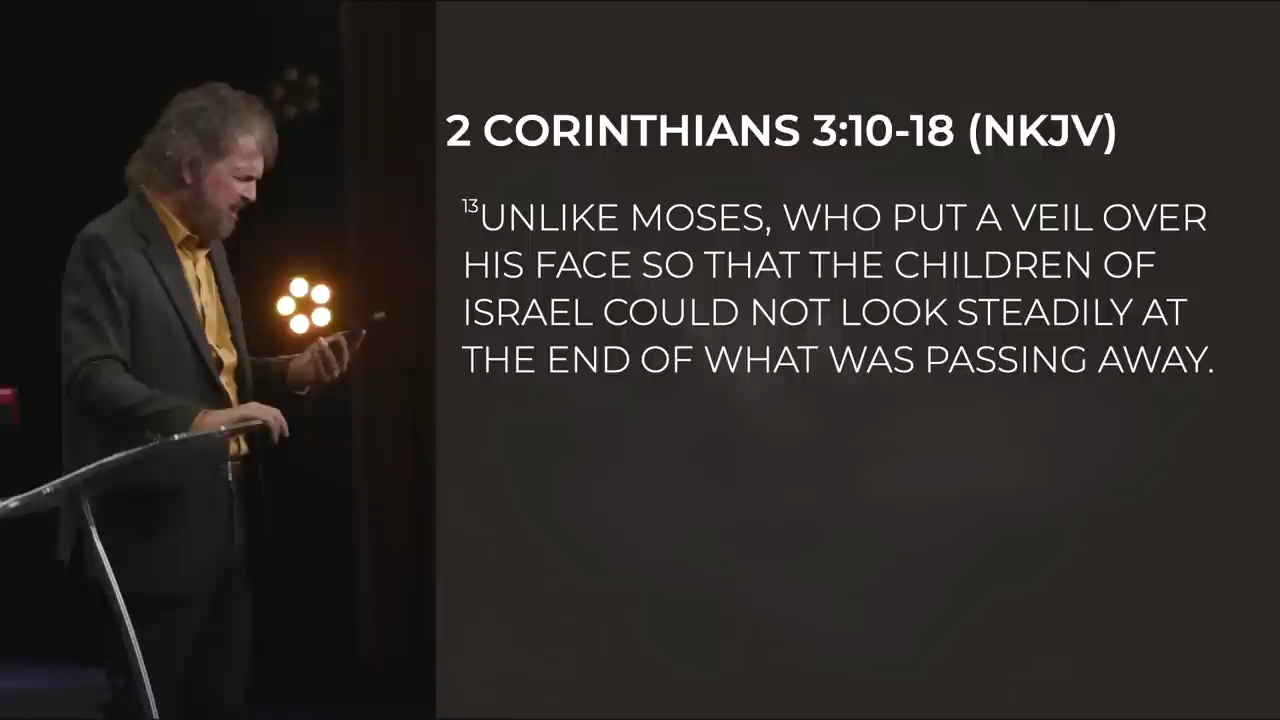 2 CORINTHIANS 3:10-18 (NKJV)
13UNLIKE MOSES, WHO PUT A VEIL OVER
HIS FACE SO THAT THE CHILDREN OF
ISRAEL COULD NOT LOOK STEADILY AT
THE END OF WHAT WAS PASSING AWAY.